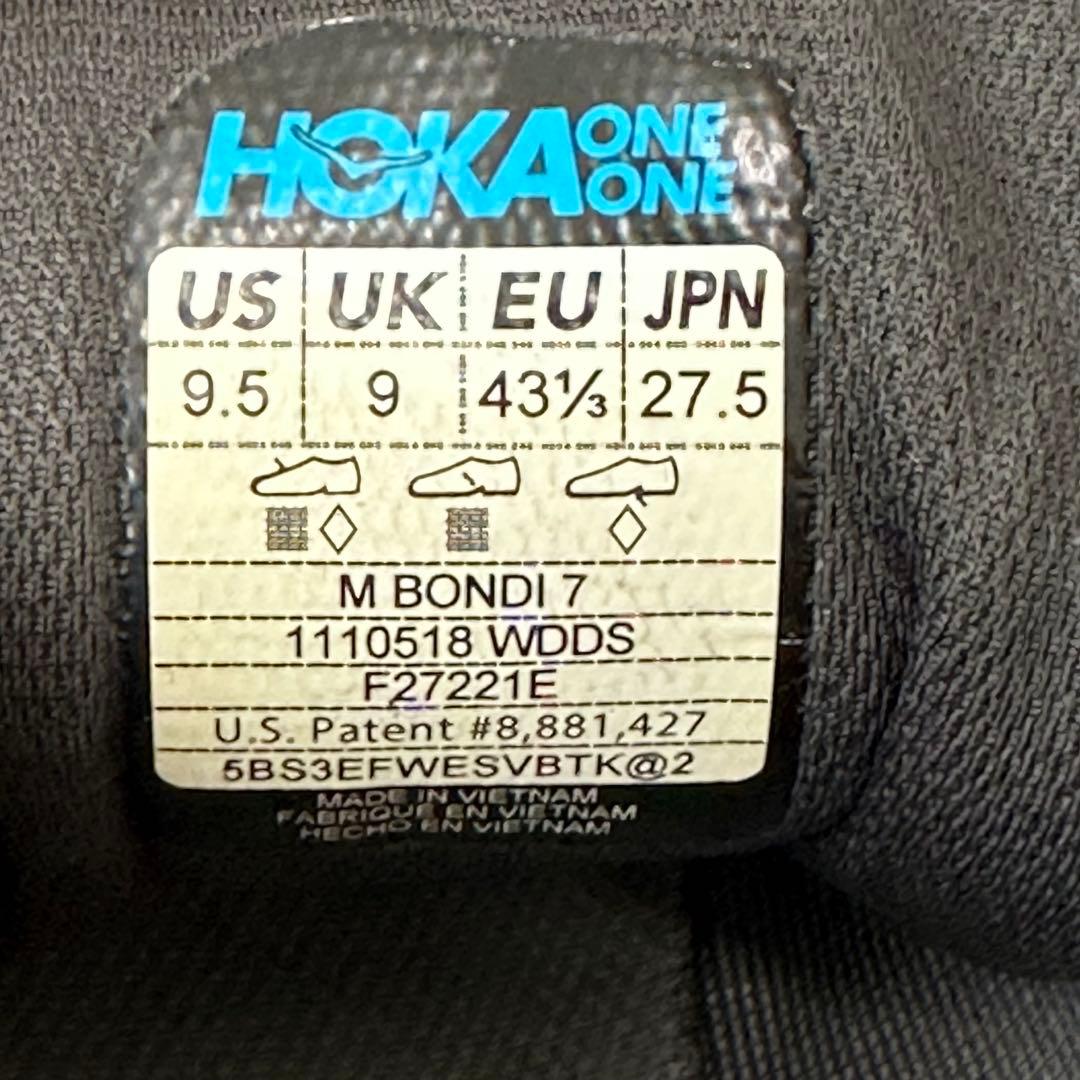 HOKA ONE ONE
US UK EU JPN
9.5 9 43⅓ 27.5
M BONDI 7
1110518 WDDS
F27221E
U.S. Patent #8,881,427
5BS3EFWESVBTK@2
MADE IN VIETNAM
FABRIQUE EN VIETNAM
HECHO EN VIETNAM